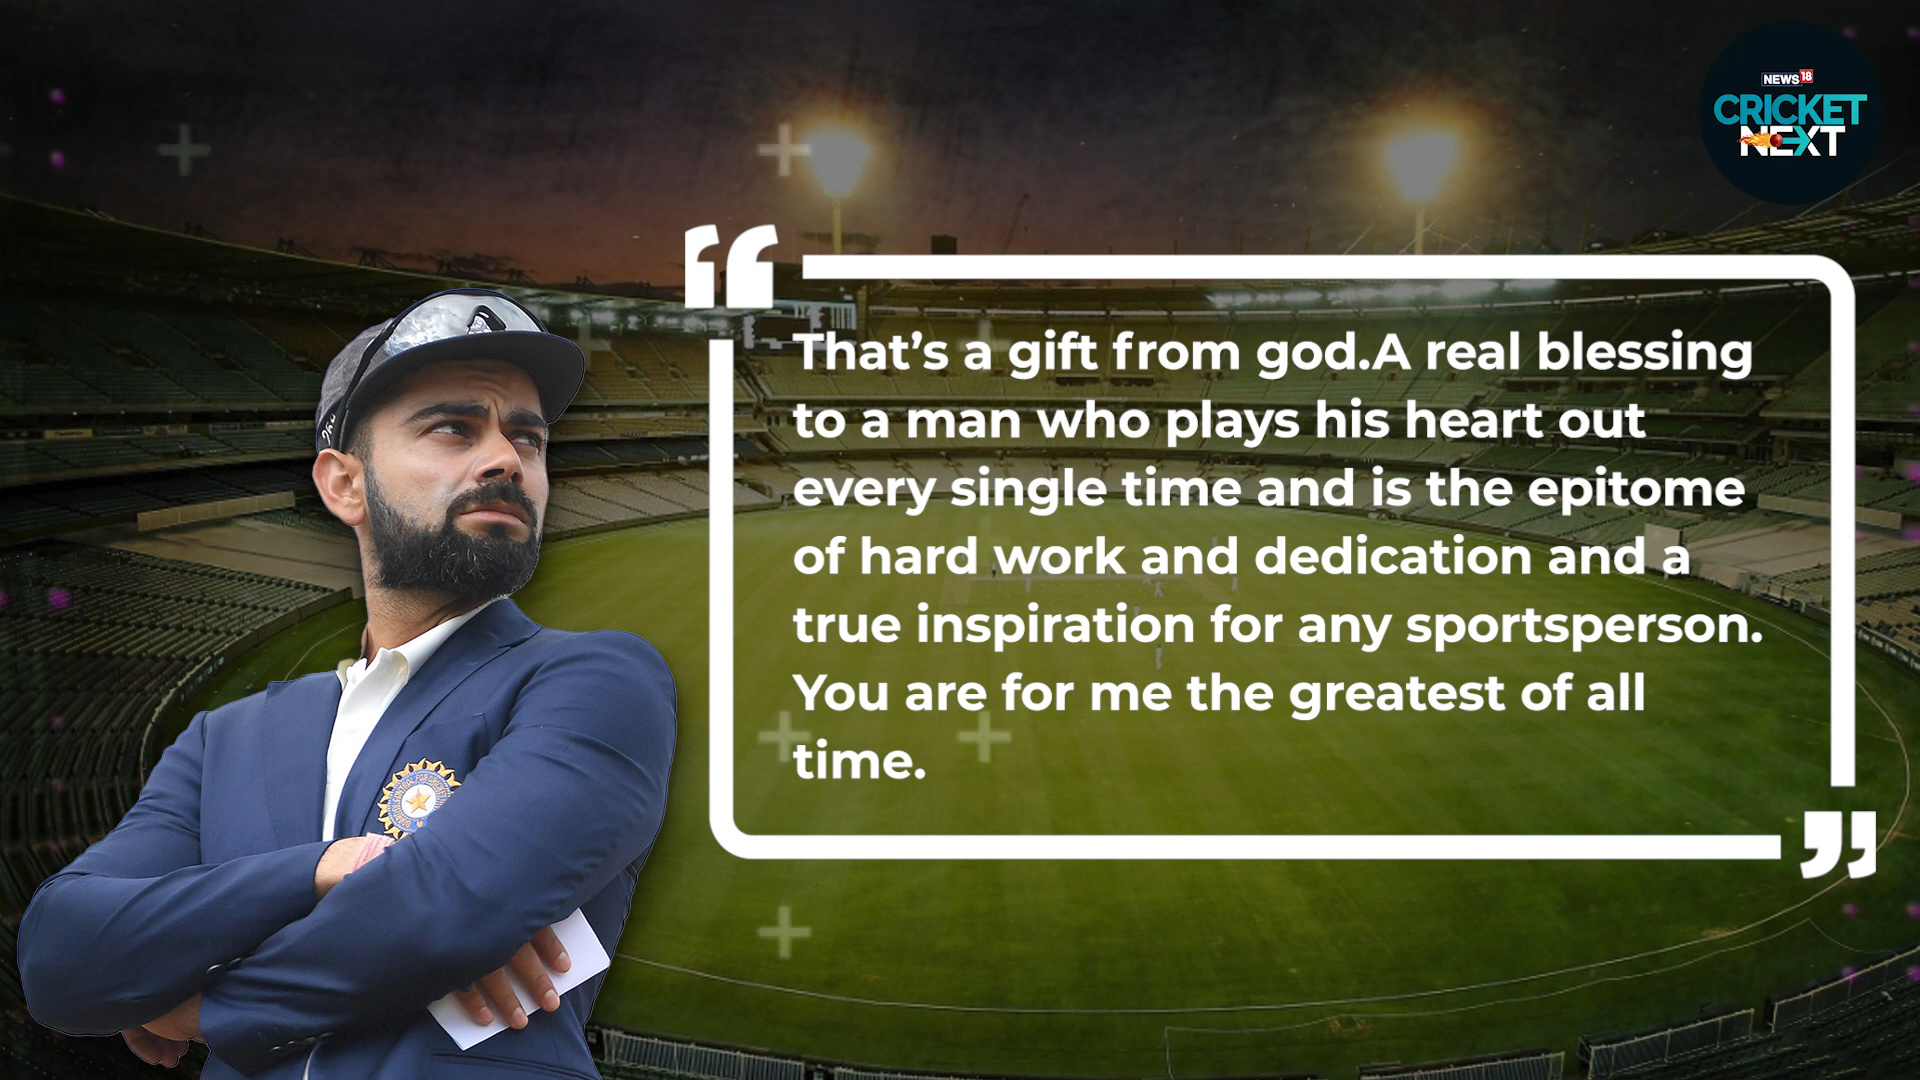 NEWS 18
CRICKET
NEXT
“
That’s a gift from god.A real blessing
to a man who plays his heart out
every single time and is the epitome
of hard work and dedication and a
true inspiration for any sportsperson.
You are for me the greatest of all
time.
”